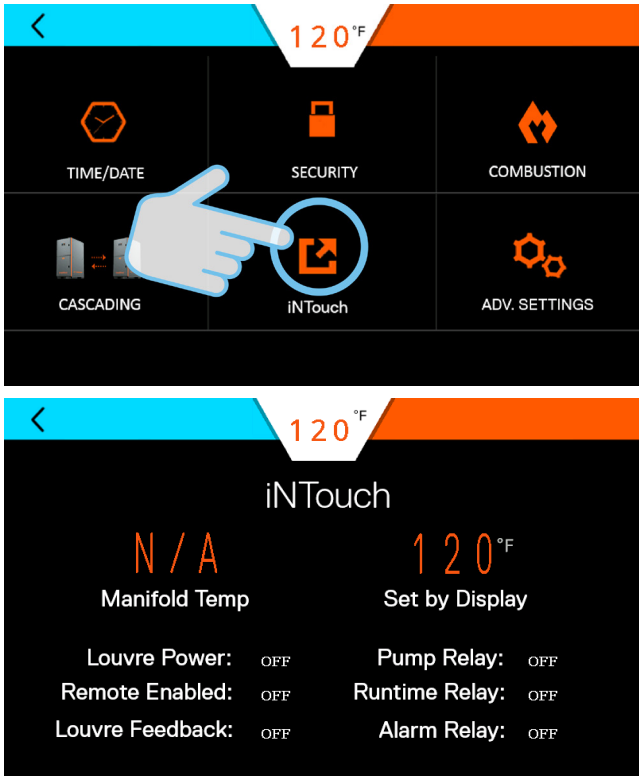 120°F
TIME/DATE
SECURITY
COMBUSTION
CASCADING
iNTouch
ADV. SETTINGS
120°F
iNTouch
N/A
120°F
Manifold Temp
Set by Display
Louvre Power: OFF
Pump Relay: OFF
Remote Enabled: OFF
Runtime Relay: OFF
Louvre Feedback: OFF
Alarm Relay: OFF